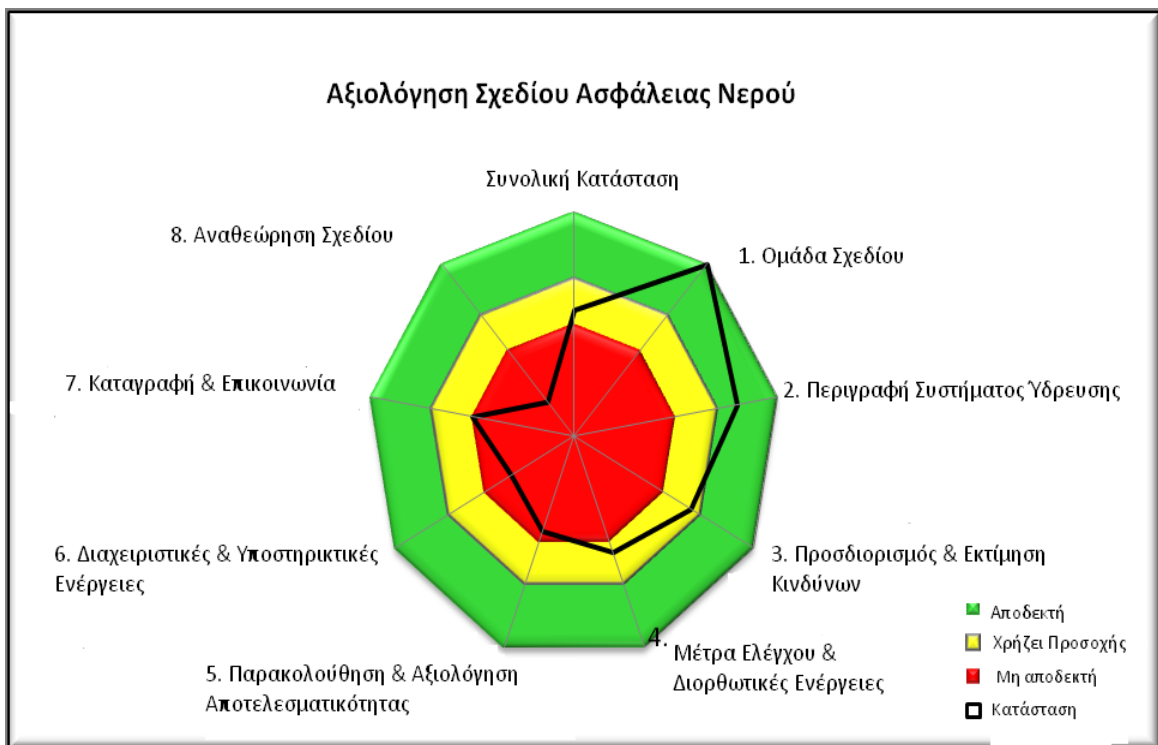 Αξιολόγηση Σχεδίου Ασφάλειας Νερού
Συνολική Κατάσταση
1. Ομάδα Σχεδίου
2. Περιγραφή Συστήματος Ύδρευσης
3. Προσδιορισμός & Εκτίμηση
Κινδύνων
4. Μέτρα Ελέγχου &
Διορθωτικές Ενέργειες
5. Παρακολούθηση & Αξιολόγηση
Αποτελεσματικότητας
6. Διαχειριστικές & Υποστηρικτικές
Ενέργειες
7. Καταγραφή & Επικοινωνία
8. Αναθεώρηση Σχεδίου
Αποδεκτή
Χρήζει Προσοχής
Μη αποδεκτή
Κατάσταση